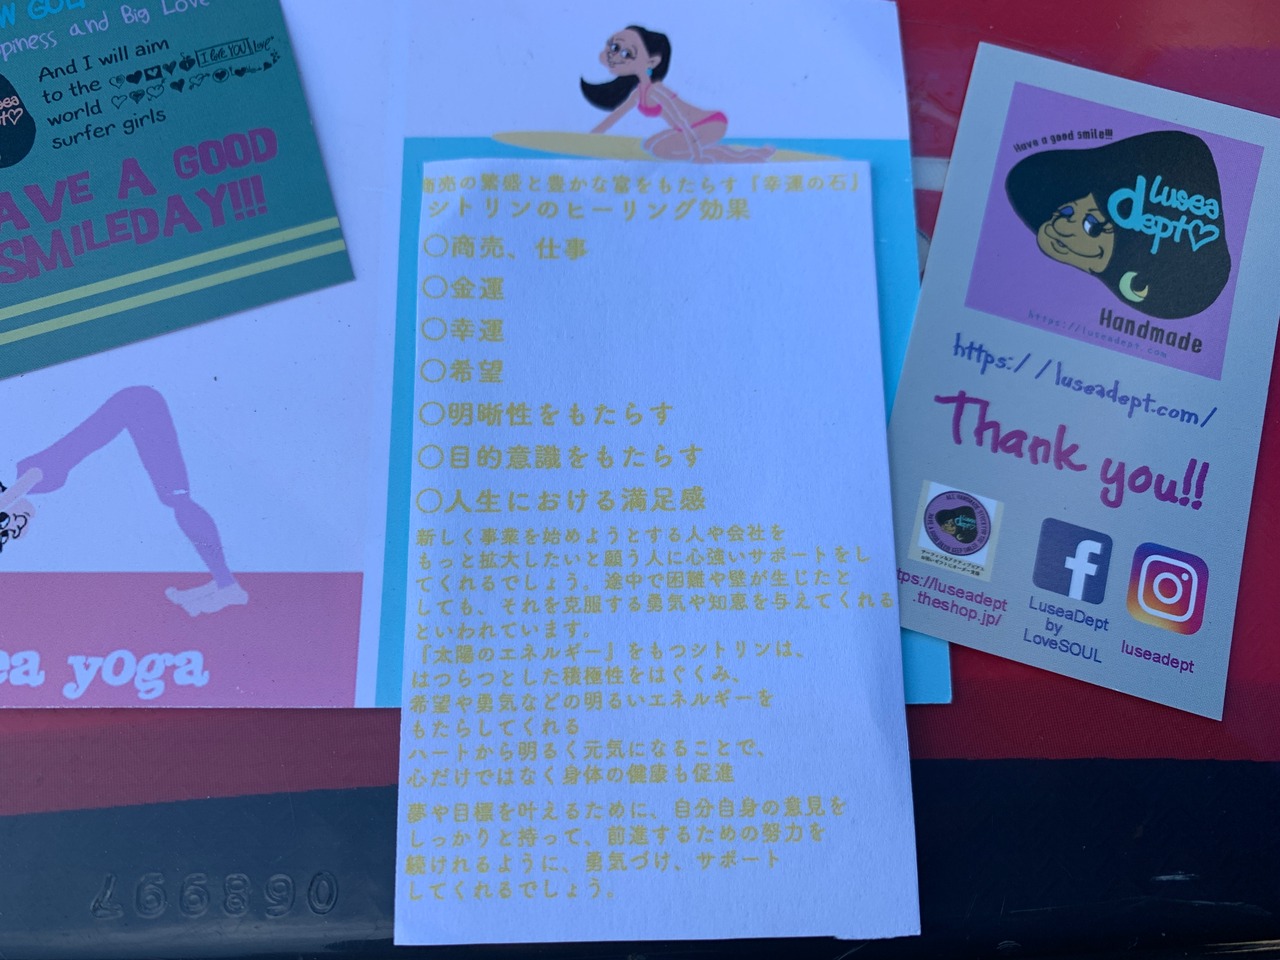 W GOL
ppiness and Big Love
And I will aim
to the
I LOVE YOU Love
world
surfer girls
AVE A GOOD
SMILEDAY!!!
ea yoga
商売の繁盛と豊かな富をもたらす『幸運の石』
シトリンのヒーリング効果
〇商売、仕事
〇金運
〇幸運
〇希望
〇明晰性をもたらす
〇目的意識をもたらす
〇人生における満足感
新しく事業を始めようとする人や会社を
もっと拡大したいと願う人に心強いサポートをし
てくれるでしょう。途中で困難や壁が生じたと
しても、それを克服する勇気や知恵を与えてくれる
といわれています。
『太陽のエネルギー』をもつシトリンは、
はつらつとした積極性をはぐくみ、
希望や勇気などの明るいエネルギーを
もたらしてくれる
ハートから明るく元気になることで、
心だけではなく身体の健康も促進
夢や目標を叶えるために、自分自身の意見を
しっかりと持って、前進するための努力を
続けれるように、勇気づけ、サポート
してくれるでしょう。
Have a good smile!!!
lusea
dept♡
Handmade
https://luseadept.com
https://luseadept.com/
Thank you!!
tps://luseadept
.theshop.jp/
LuseaDept
by
LoveSOUL
luseadept
068997